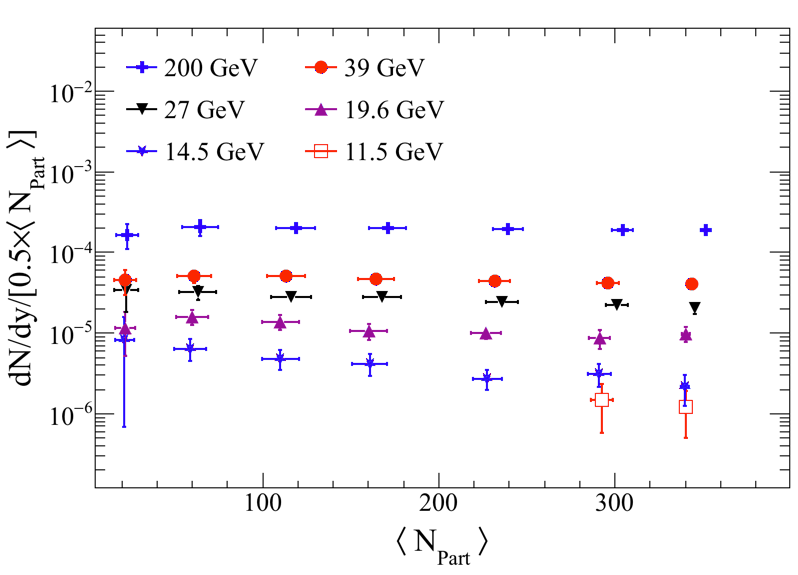 dN/dy/[0.5×⟨ N_Part ⟩]
10⁻²
10⁻³
10⁻⁴
10⁻⁵
10⁻⁶
200 GeV 39 GeV
27 GeV 19.6 GeV
14.5 GeV 11.5 GeV
100 200 300
⟨ N_Part ⟩